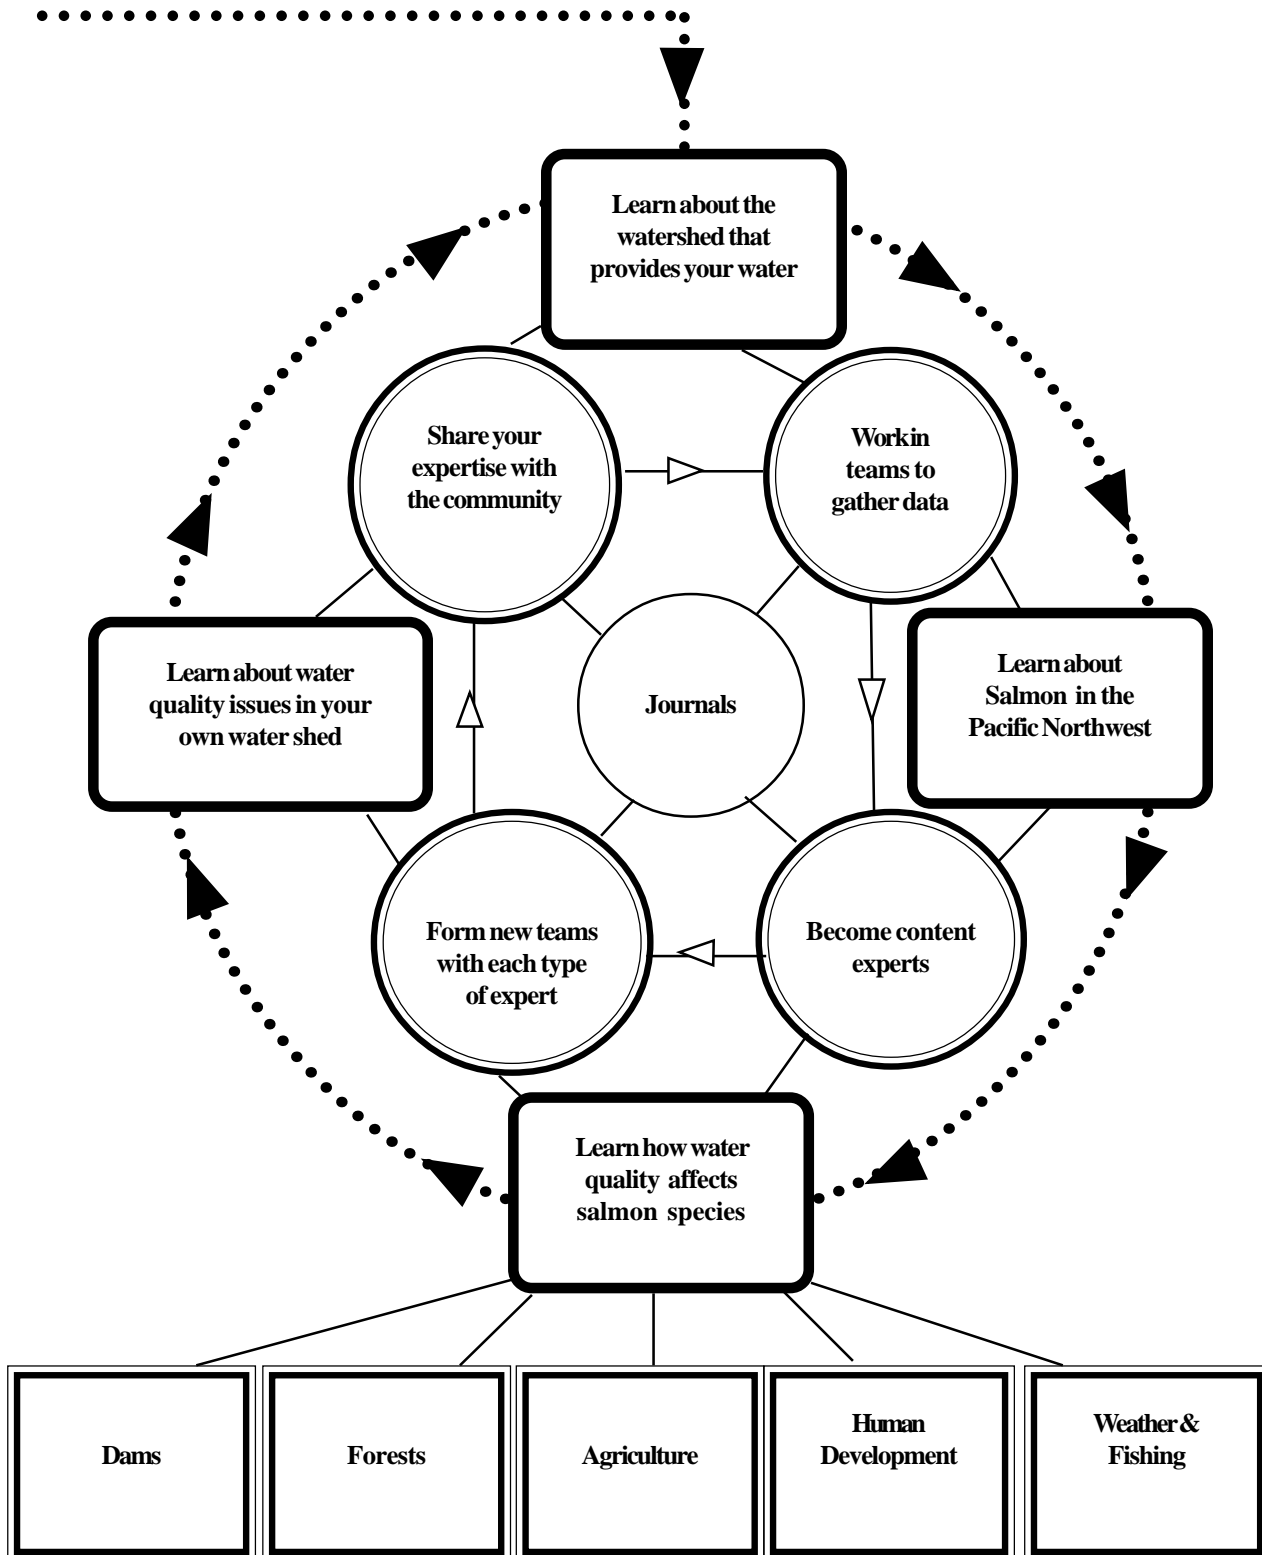 Learn about the
watershed that
provides your water
Share your
expertise with
the community
Work in
teams to
gather data
Learn about water
quality issues in your
own water shed
Journals
Learn about
Salmon in the
Pacific Northwest
Form new teams
with each type
of expert
Become content
experts
Learn how water
quality affects
salmon species
Dams
Forests
Agriculture
Human
Development
Weather &
Fishing